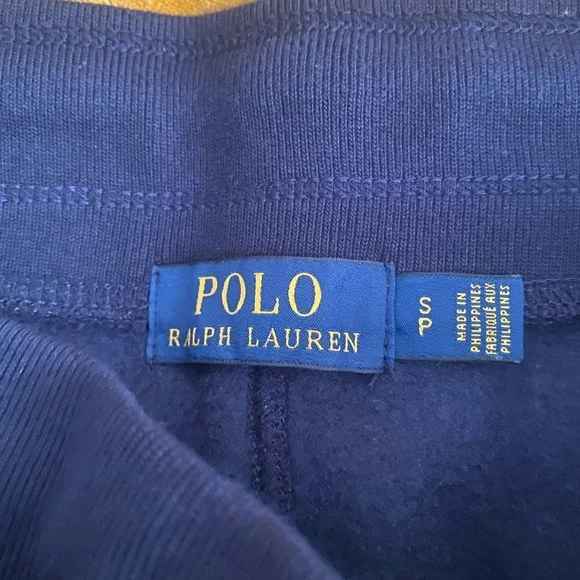 POLO
RALPH LAUREN
S
P
MADE IN
PHILIPPINES
FABRIQUÉ AUX
PHILIPPINES